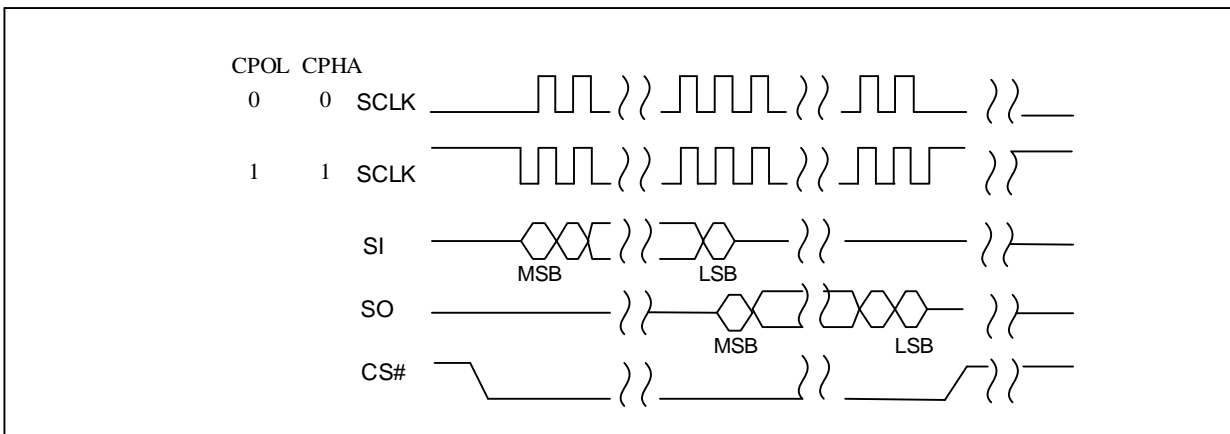 CPOL CPHA
0 0 SCLK
1 1 SCLK
SI
MSB LSB
SO
MSB LSB
CS#